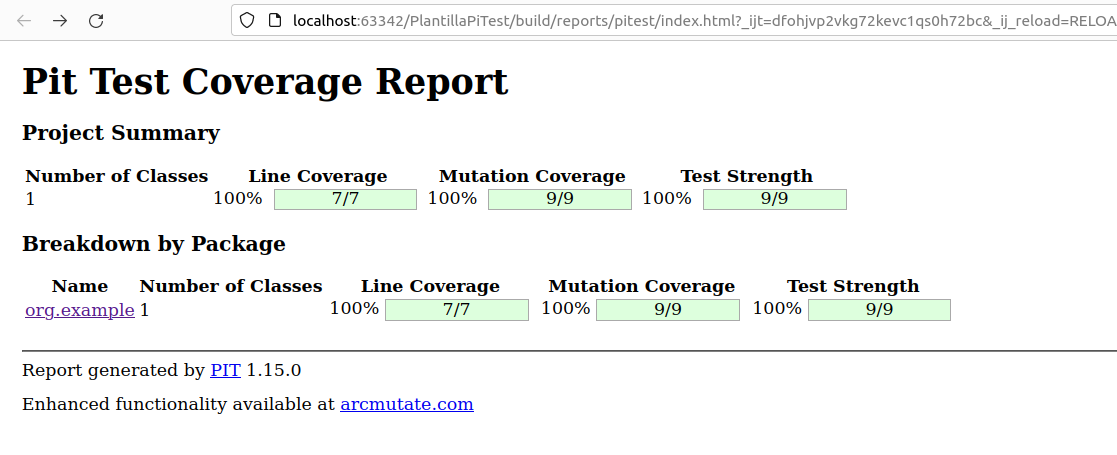 localhost:63342/PlantillaPiTest/build/reports/pitest/index.html?_ijt=dfohjvp2vkg72kevc1qs0h72bc&_ij_reload=RELOA
Pit Test Coverage Report
Project Summary
Number of Classes Line Coverage Mutation Coverage Test Strength
1 100% 7/7 100% 9/9 100% 9/9
Breakdown by Package
Name Number of Classes Line Coverage Mutation Coverage Test Strength
org.example 1 100% 7/7 100% 9/9 100% 9/9
Report generated by PIT 1.15.0
Enhanced functionality available at arcmutate.com